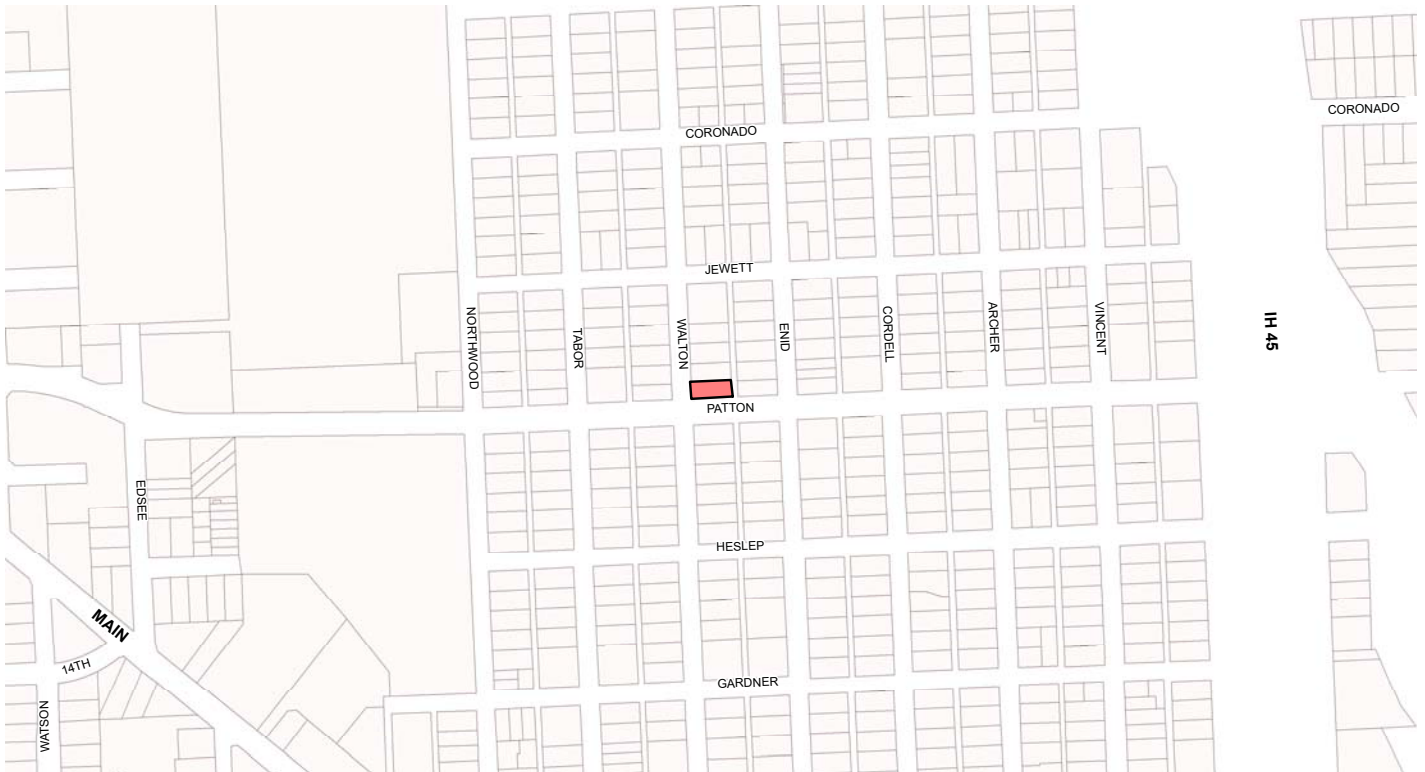 CORONADO
CORONADO
JEWETT
NORTHWOOD
TABOR
WALTON
ENID
CORDELL
ARCHER
VINCENT
IH 45
PATTON
EDSEE
HESLEP
MAIN
14TH
GARDNER
WATSON